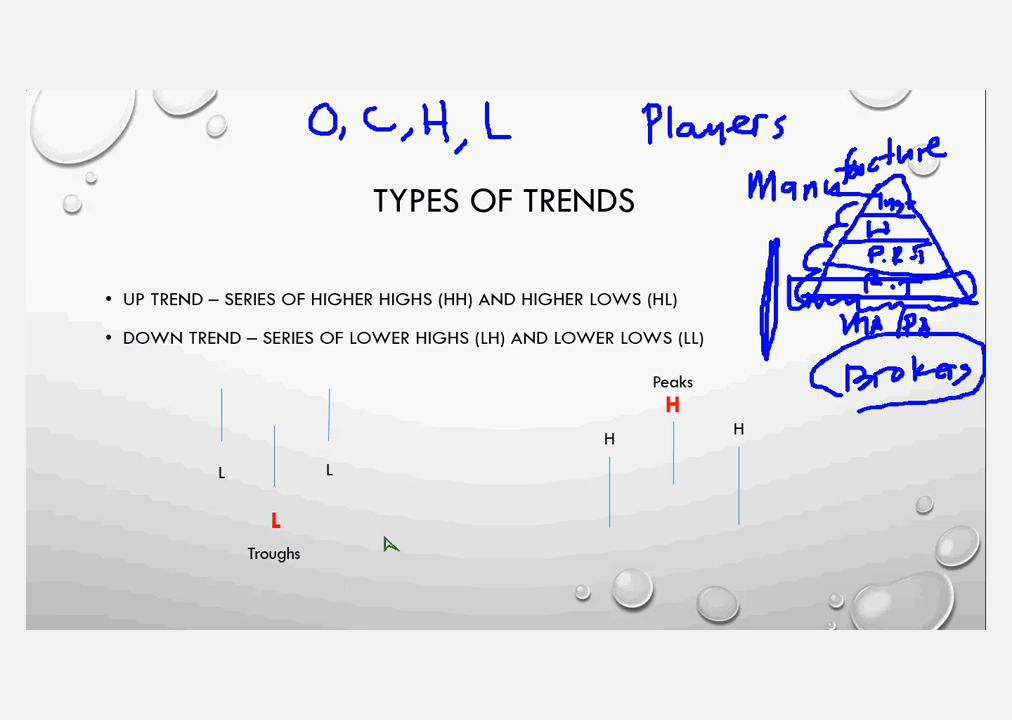 O, C, H, L
Players
Manufacture
TYPES OF TRENDS
Inst
P.R.T
• UP TREND – SERIES OF HIGHER HIGHS (HH) AND HIGHER LOWS (HL)
• DOWN TREND – SERIES OF LOWER HIGHS (LH) AND LOWER LOWS (LL)
Brokers
Peaks
H
H
H
L
L
L
Troughs